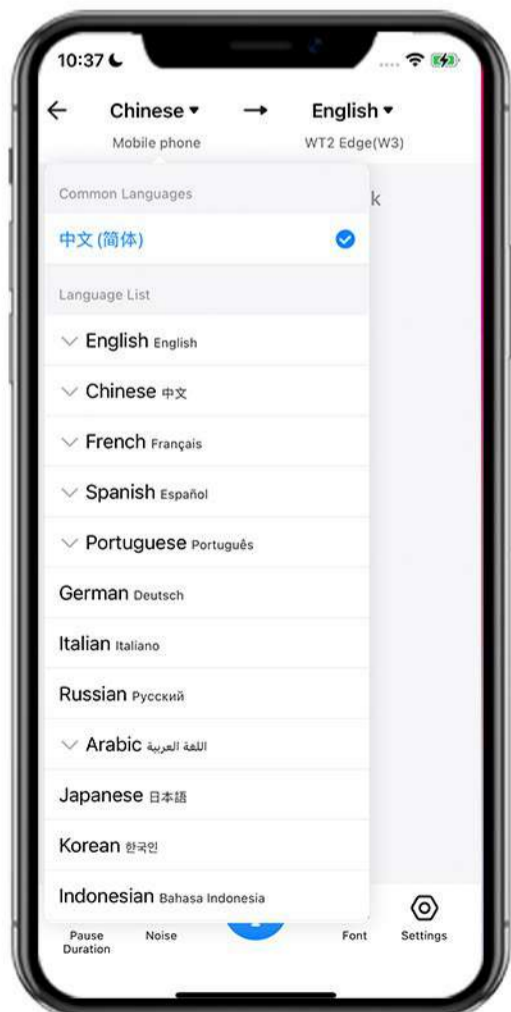 10:37
Chinese → English
Mobile phone WT2 Edge(W3)
Common Languages
k
中文 (简体)
Language List
English English
Chinese 中文
French Français
Spanish Español
Portuguese Português
German Deutsch
Italian Italiano
Russian Русский
Arabic اللغة العربية
Japanese 日本語
Korean 한국인
Indonesian Bahasa Indonesia
Pause Duration
Noise
Font
Settings